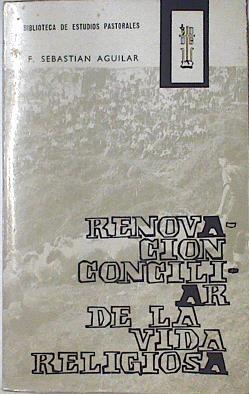 BIBLIOTECA DE ESTUDIOS PASTORALES
F. SEBASTIAN AGUILAR
RENOVA-
CION
CONCILI-
AR
DE LA
VIDA
RELIGIOSA